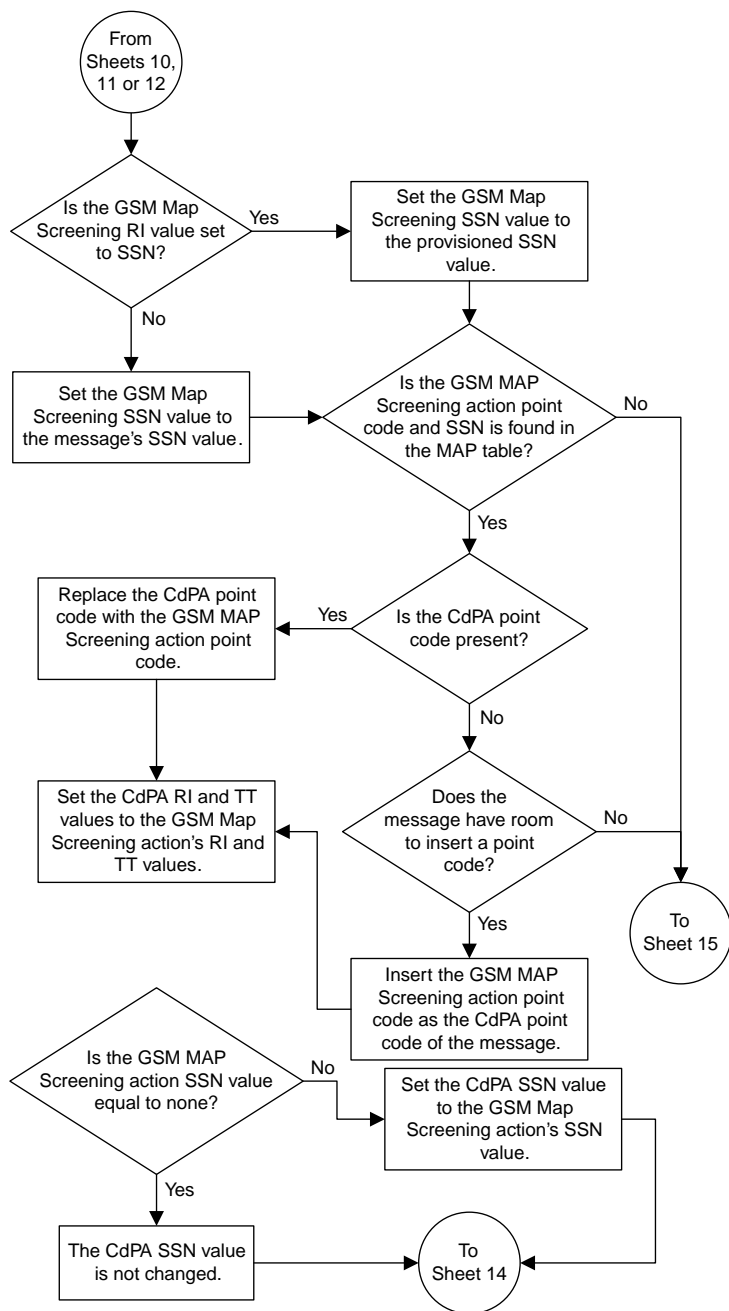 From
Sheets 10,
11 or 12
Is the GSM Map
Screening RI value set
to SSN?
Yes
Set the GSM Map
Screening SSN value to
the provisioned SSN
value.
No
Set the GSM Map
Screening SSN value to
the message's SSN value.
Is the GSM MAP
Screening action point
code and SSN is found in
the MAP table?
No
Yes
Is the CdPA point
code present?
Yes
Replace the CdPA point
code with the GSM MAP
Screening action point
code.
No
Set the CdPA RI and TT
values to the GSM Map
Screening action's RI and
TT values.
Does the
message have room
to insert a point
code?
No
Yes
To
Sheet 15
Insert the GSM MAP
Screening action point
code as the CdPA point
code of the message.
Is the GSM MAP
Screening action SSN value
equal to none?
No
Set the CdPA SSN value
to the GSM Map
Screening action's SSN
value.
Yes
The CdPA SSN value
is not changed.
To
Sheet 14